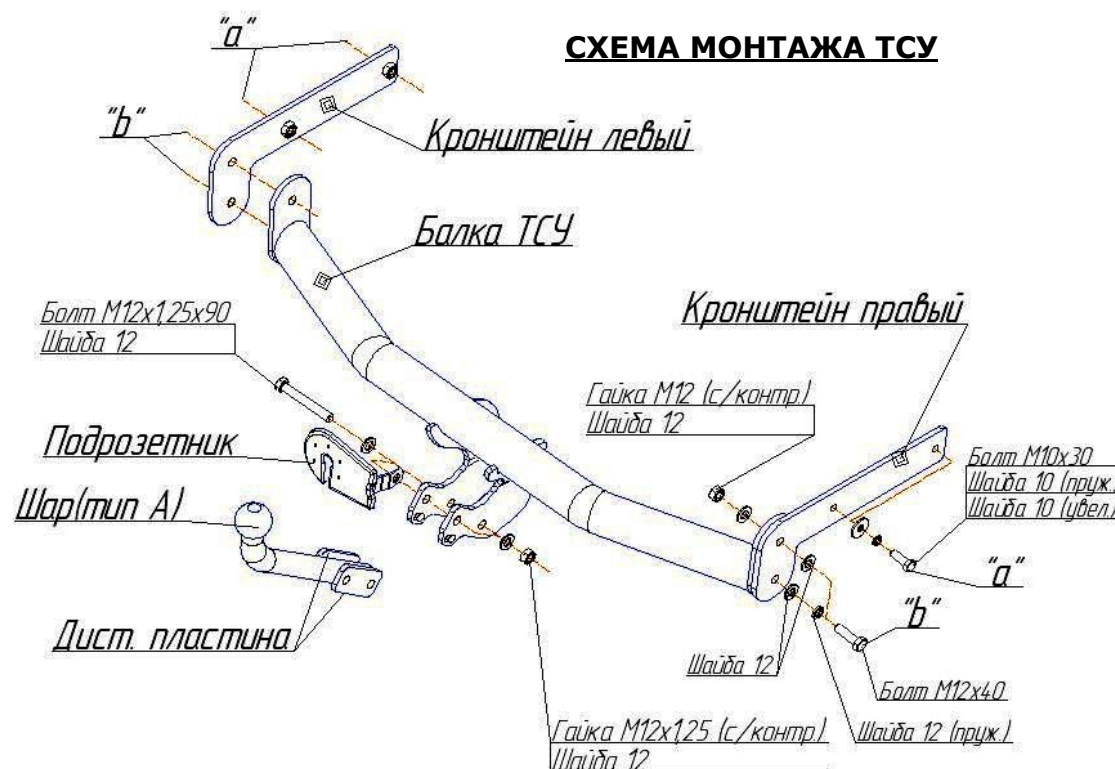 СХЕМА МОНТАЖА ТСУ
"а"
"b"
Кронштейн левый
Балка ТСУ
Болт М12х1,25х90
Шайба 12
Кронштейн правый
Гайка М12 (с/контр.)
Шайба 12
Подрозетник
Болт М10х30
Шайба 10 (пруж.)
Шайба 10 (увел.)
Шар(тип А)
"а"
"b"
Дист. пластина
Шайба 12
Болт М12х40
Гайка М12х1,25 (с/контр.)
Шайба 12
Шайба 12 (пруж.)